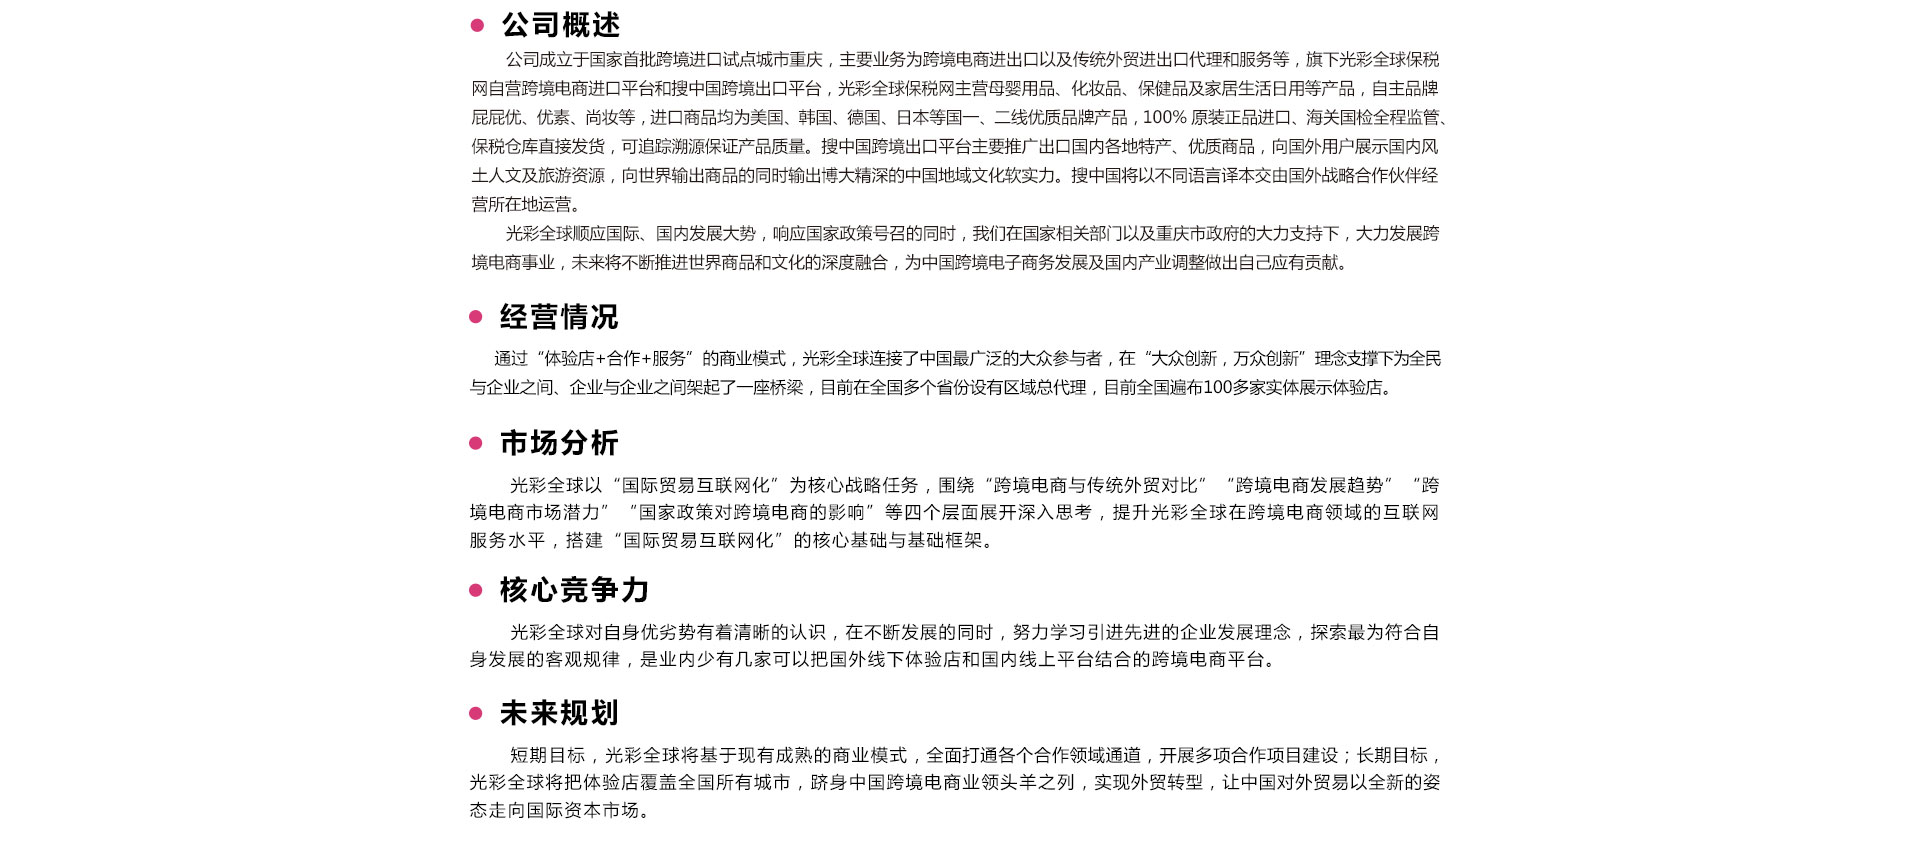 公司概述
公司成立于国家首批跨境进口试点城市重庆，主要业务为跨境电商进出口以及传统外贸进出口代理和服务等，旗下光彩全球保税
网自营跨境电商进口平台和搜中国跨境出口平台，光彩全球保税网主营母婴用品、化妆品、保健品及家居生活日用等产品，自主品牌
屁屁优、优素、尚妆等，进口商品均为美国、韩国、德国、日本等国一、二线优质品牌产品，100% 原装正品进口、海关国检全程监管、
保税仓库直接发货，可追踪溯源保证产品质量。搜中国跨境出口平台主要推广出口国内各地特产、优质商品，向国外用户展示国内风
土人文及旅游资源，向世界输出商品的同时输出博大精深的中国地域文化软实力。搜中国将以不同语言译本交由国外战略合作伙伴经
营所在地运营。
光彩全球顺应国际、国内发展大势，响应国家政策号召的同时，我们在国家相关部门以及重庆市政府的大力支持下，大力发展跨
境电商事业，未来将不断推进世界商品和文化的深度融合，为中国跨境电子商务发展及国内产业调整做出自己应有贡献。
经营情况
通过“体验店+合作+服务”的商业模式，光彩全球连接了中国最广泛的大众参与者，在“大众创新，万众创新”理念支撑下为全民
与企业之间、企业与企业之间架起了一座桥梁，目前在全国多个省份设有区域总代理，目前全国遍布100多家实体展示体验店。
市场分析
光彩全球以“国际贸易互联网化”为核心战略任务，围绕“跨境电商与传统外贸对比”“跨境电商发展趋势”“跨
境电商市场潜力”“国家政策对跨境电商的影响”等四个层面展开深入思考，提升光彩全球在跨境电商领域的互联网
服务水平，搭建“国际贸易互联网化”的核心基础与基础框架。
核心竞争力
光彩全球对自身优劣势有着清晰的认识，在不断发展的同时，努力学习引进先进的企业发展理念，探索最为符合自
身发展的客观规律，是业内少有几家可以把国外线下体验店和国内线上平台结合的跨境电商平台。
未来规划
短期目标，光彩全球将基于现有成熟的商业模式，全面打通各个合作领域通道，开展多项合作项目建设；长期目标，
光彩全球将把体验店覆盖全国所有城市，跻身中国跨境电商业领头羊之列，实现外贸转型，让中国对外贸易以全新的姿
态走向国际资本市场。